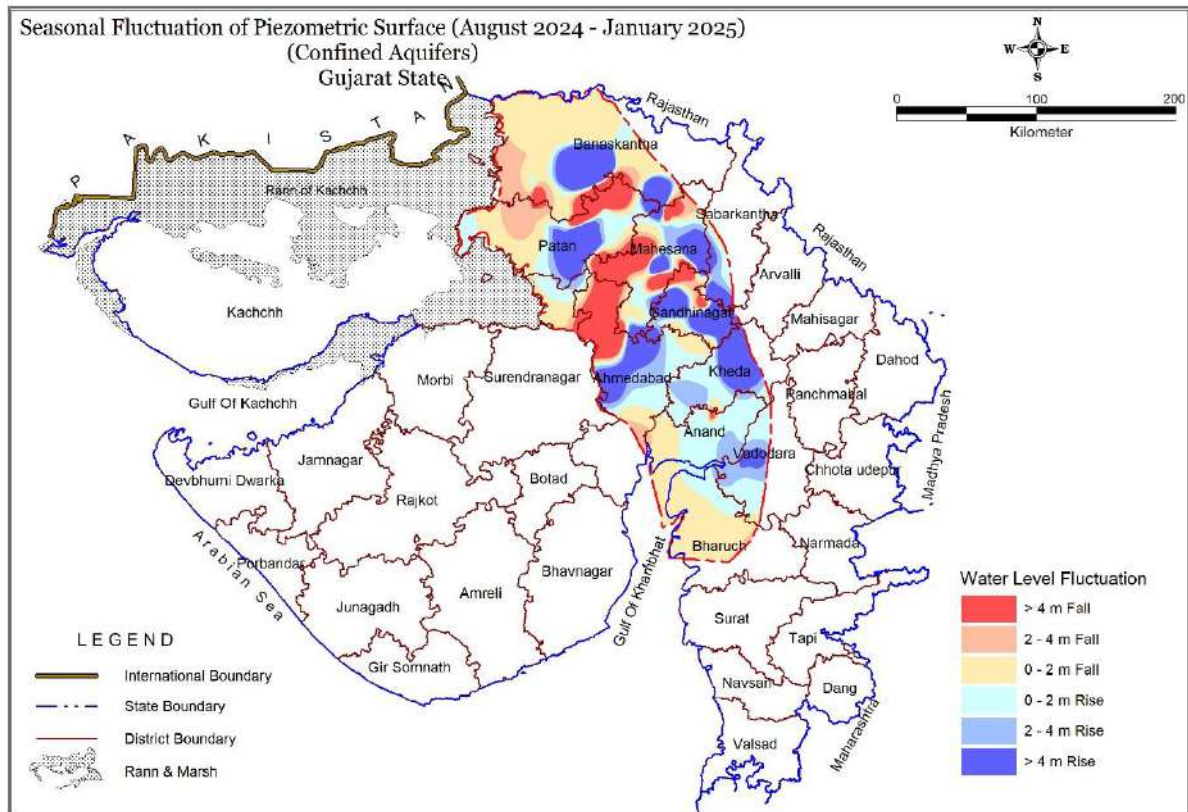 Seasonal Fluctuation of Piezometric Surface (August 2024 - January 2025)
(Confined Aquifers)
Gujarat State
N
W E
S
0 100 200
Kilometer
P A K I S T A N
Rajasthan
Banaskantha
Rann of Kachchh
Sabarkantha
Rajasthan
Patan
Mahesana
Arvalli
Kachchh
Gandhinagar
Mahisagar
Dahod
Morbi
Surendranagar
Ahmedabad
Kheda
Panchmahal
Gulf Of Kachchh
Anand
Vadodara
Madhya Pradesh
Jamnagar
Devbhumi Dwarka
Rajkot
Botad
Chhota udepur
Bharuch
Narmada
Arabian Sea
Porbandar
Junagadh
Amreli
Bhavnagar
Gulf Of Khambhat
Surat
Tapi
Gir Somnath
Navsari
Dang
Maharashtra
Valsad
LEGEND
International Boundary
State Boundary
District Boundary
Rann & Marsh
Water Level Fluctuation
> 4 m Fall
2 - 4 m Fall
0 - 2 m Fall
0 - 2 m Rise
2 - 4 m Rise
> 4 m Rise